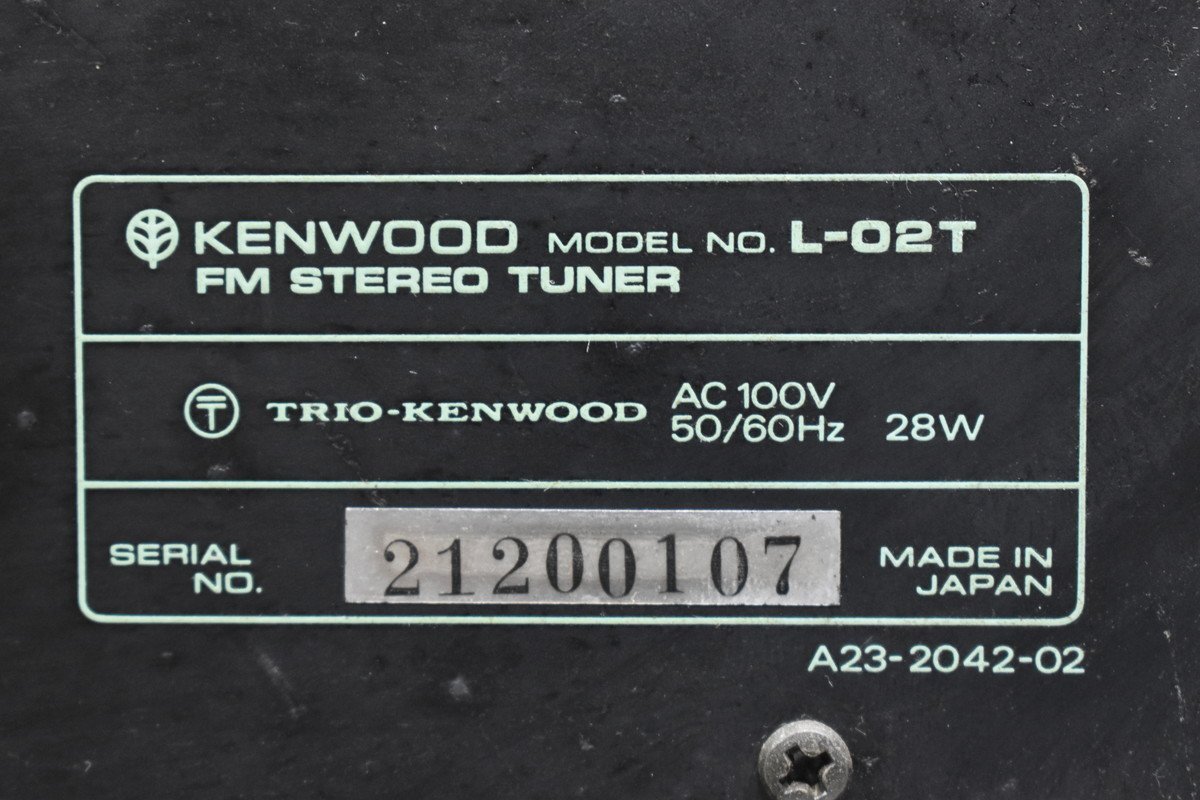 KENWOOD MODEL NO. L-02T
FM STEREO TUNER
〒 TRIO-KENWOOD AC 100V
50/60Hz 28W
SERIAL NO. 21200107 MADE IN JAPAN
A23-2042-02